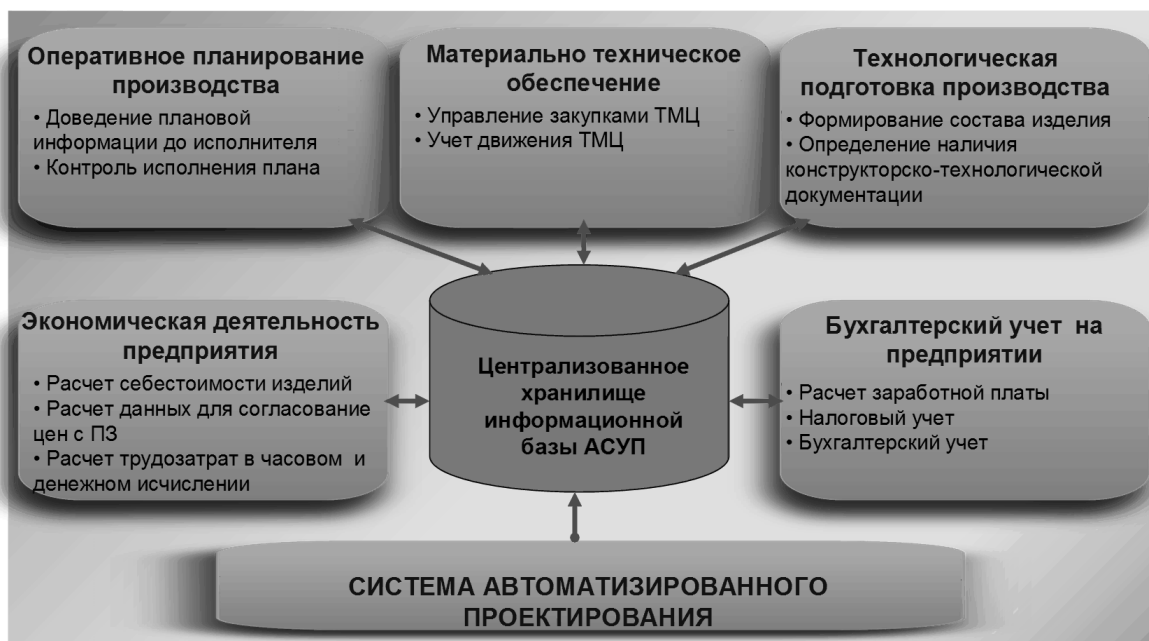 Оперативное планирование
производства
• Доведение плановой
информации до исполнителя
• Контроль исполнения плана
Материально техническое
обеспечение
• Управление закупками ТМЦ
• Учет движения ТМЦ
Технологическая
подготовка производства
• Формирование состава изделия
• Определение наличия
конструкторско-технологической
документации
Экономическая деятельность
предприятия
• Расчет себестоимости изделий
• Расчет данных для согласование
цен с ПЗ
• Расчет трудозатрат в часовом и
денежном исчислении
Централизованное
хранилище
информационной
базы АСУП
Бухгалтерский учет на
предприятии
• Расчет заработной платы
• Налоговый учет
• Бухгалтерский учет
СИСТЕМА АВТОМАТИЗИРОВАННОГО
ПРОЕКТИРОВАНИЯ